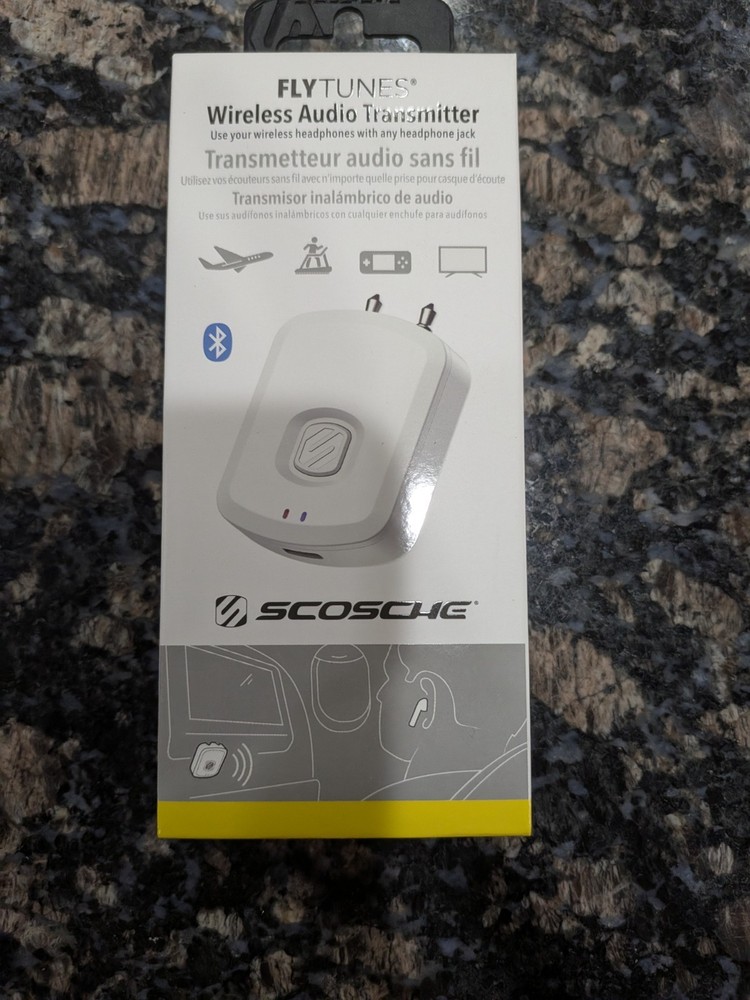 FLYTUNES®
Wireless Audio Transmitter
Use your wireless headphones with any headphone jack
Transmetteur audio sans fil
Utilisez vos écouteurs sans fil avec n'importe quelle prise pour casque d'écoute
Transmisor inalámbrico de audio
Use sus audífonos inalámbricos con cualquier enchufe para audífonos
SCOSCHE®